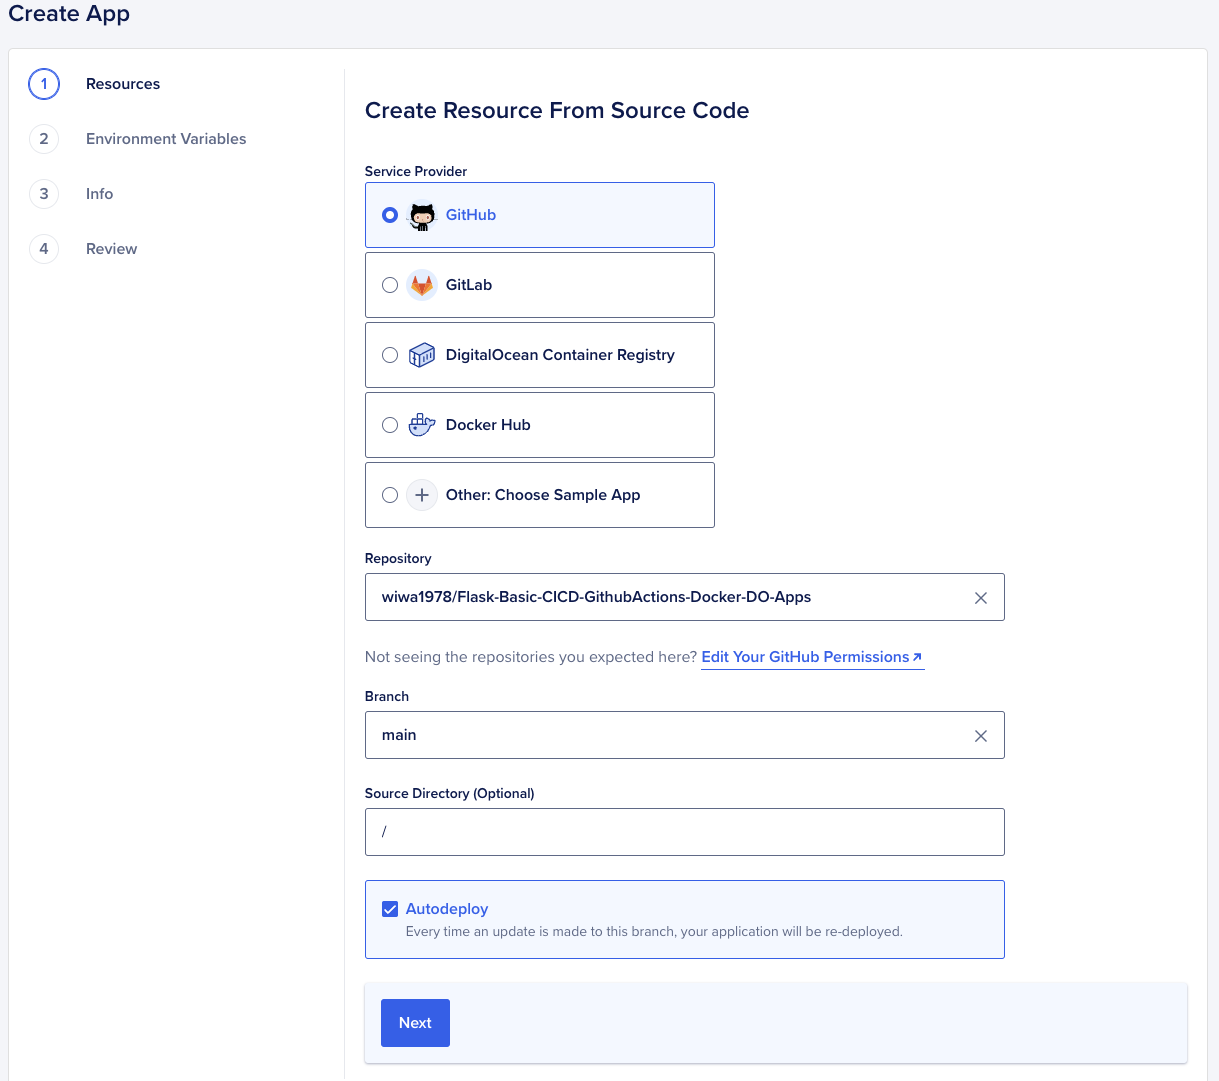 Create App
1 Resources
2 Environment Variables
3 Info
4 Review
Create Resource From Source Code
Service Provider
GitHub
GitLab
DigitalOcean Container Registry
Docker Hub
Other: Choose Sample App
Repository
wiwa1978/Flask-Basic-CICD-GithubActions-Docker-DO-Apps
Not seeing the repositories you expected here? Edit Your GitHub Permissions
Branch
main
Source Directory (Optional)
/
Autodeploy
Every time an update is made to this branch, your application will be re-deployed.
Next